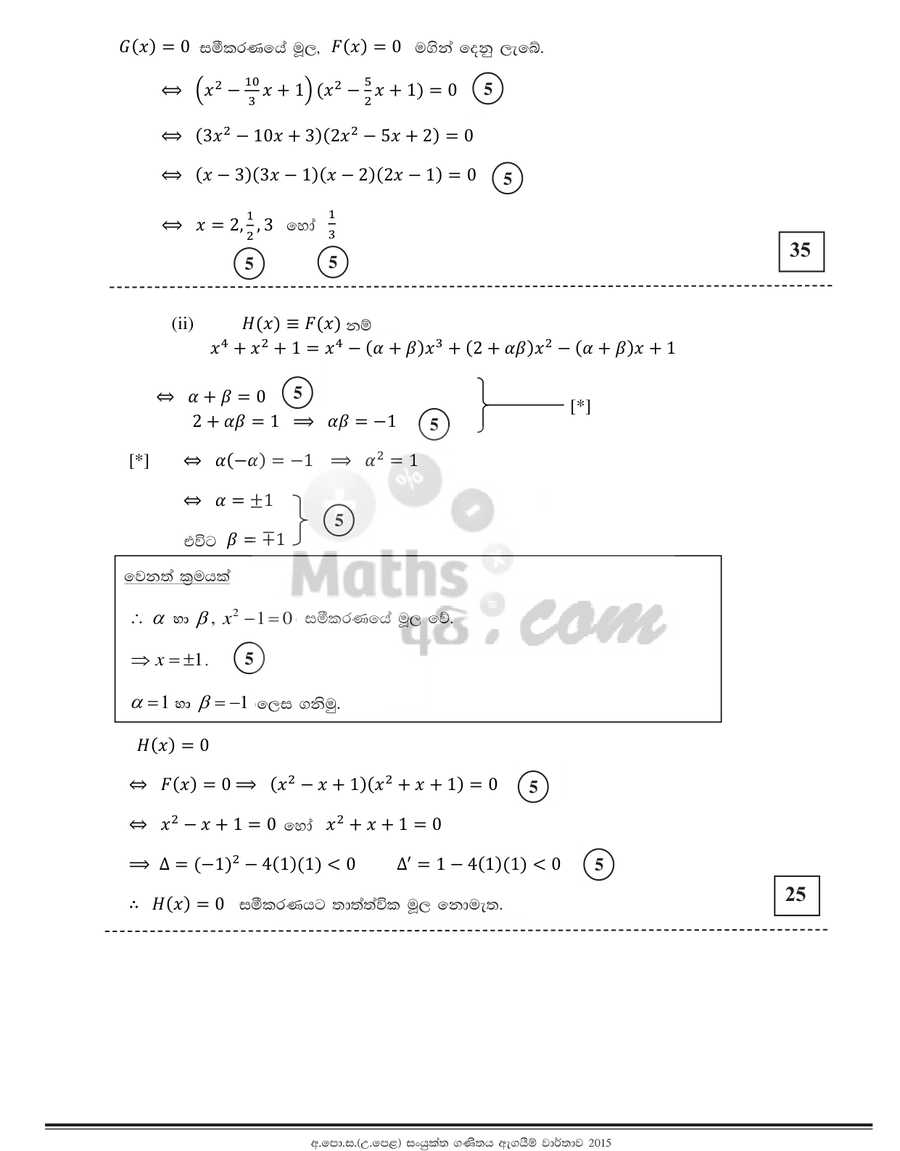 G(x) = 0 සමීකරණයේ මූල, F(x) = 0 මගින් දෙනු ලැබේ.
⇔ (x² − 10/3 x + 1)(x² − 5/2 x + 1) = 0 5
⇔ (3x² − 10x + 3)(2x² − 5x + 2) = 0
⇔ (x − 3)(3x − 1)(x − 2)(2x − 1) = 0 5
⇔ x = 2, 1/2, 3 හෝ 1/3
5 5
35
(ii) H(x) ≡ F(x) නම්
x⁴ + x² + 1 = x⁴ − (α + β)x³ + (2 + αβ)x² − (α + β)x + 1
⇔ α + β = 0 5
[*]
2 + αβ = 1 ⟹ αβ = −1 5
[*] ⇔ α(−α) = −1 ⟹ α² = 1
⇔ α = ±1
5
එවිට β = ∓1
වෙනත් ක්‍රමයක්
∴ α හා β, x² − 1 = 0 සමීකරණයේ මූල වේ.
⇒ x = ±1. 5
α = 1 හා β = −1 ලෙස ගනිමු.
Maths
අපි.com
H(x) = 0
⇔ F(x) = 0 ⟹ (x² − x + 1)(x² + x + 1) = 0 5
⇔ x² − x + 1 = 0 හෝ x² + x + 1 = 0
⟹ Δ = (−1)² − 4(1)(1) < 0 Δ′ = 1 − 4(1)(1) < 0 5
25
∴ H(x) = 0 සමීකරණයට තාත්ත්වික මූල නොමැත.
අ.පො.ස.(උ.පෙළ) සංයුක්ත ගණිතය ඇගයීම් වාර්තාව 2015